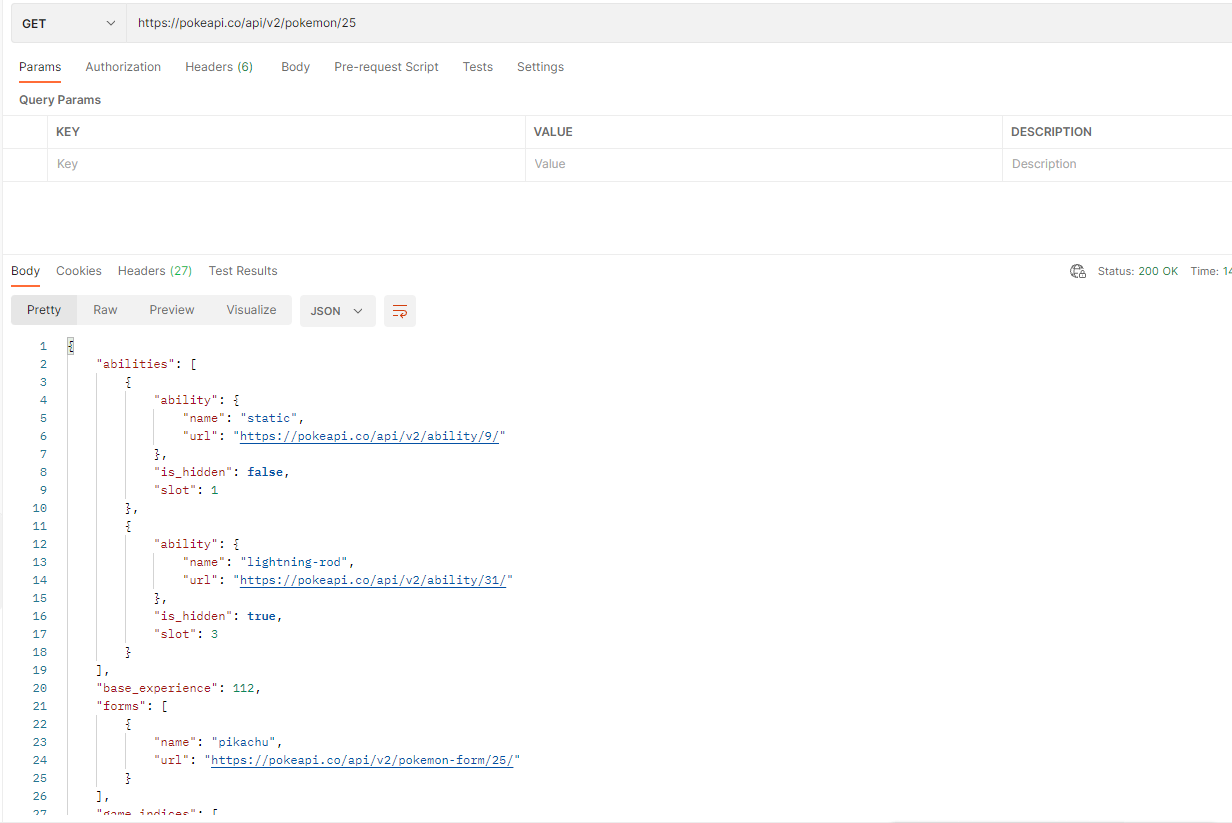 GET https://pokeapi.co/api/v2/pokemon/25
Params Authorization Headers (6) Body Pre-request Script Tests Settings
Query Params
KEY VALUE DESCRIPTION
Key Value Description
Body Cookies Headers (27) Test Results Status: 200 OK Time: 14
Pretty Raw Preview Visualize JSON
1 {
2 "abilities": [
3 {
4 "ability": {
5 "name": "static",
6 "url": "https://pokeapi.co/api/v2/ability/9/"
7 },
8 "is_hidden": false,
9 "slot": 1
10 },
11 {
12 "ability": {
13 "name": "lightning-rod",
14 "url": "https://pokeapi.co/api/v2/ability/31/"
15 },
16 "is_hidden": true,
17 "slot": 3
18 }
19 ],
20 "base_experience": 112,
21 "forms": [
22 {
23 "name": "pikachu",
24 "url": "https://pokeapi.co/api/v2/pokemon-form/25/"
25 }
26 ],
27 "game_indices": [